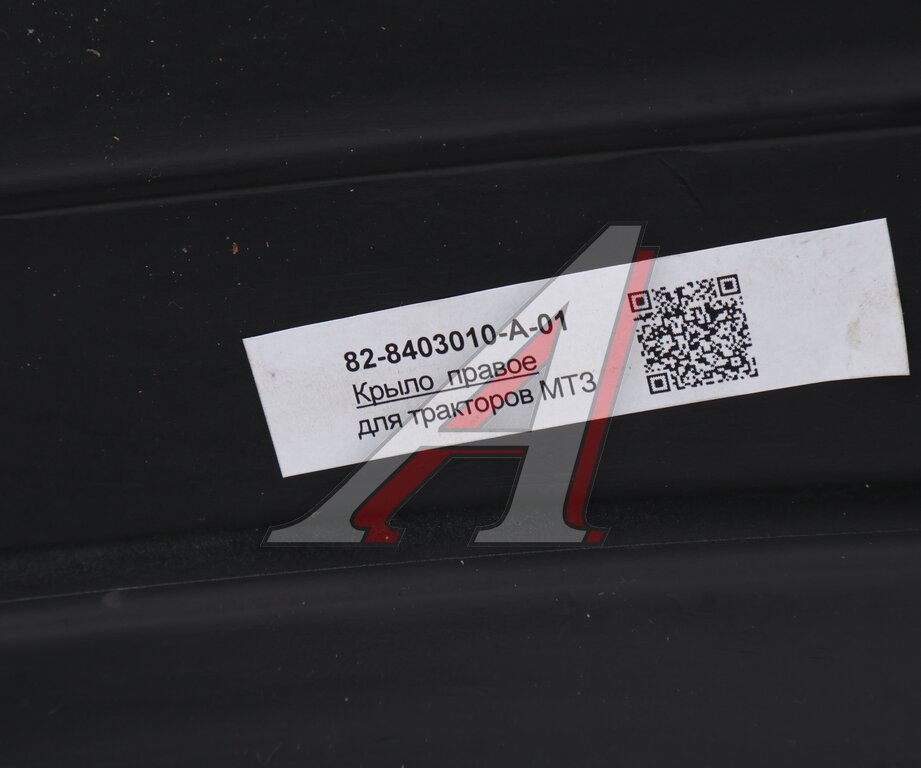 82-8403010-А-01
Крыло правое
для тракторов МТЗ